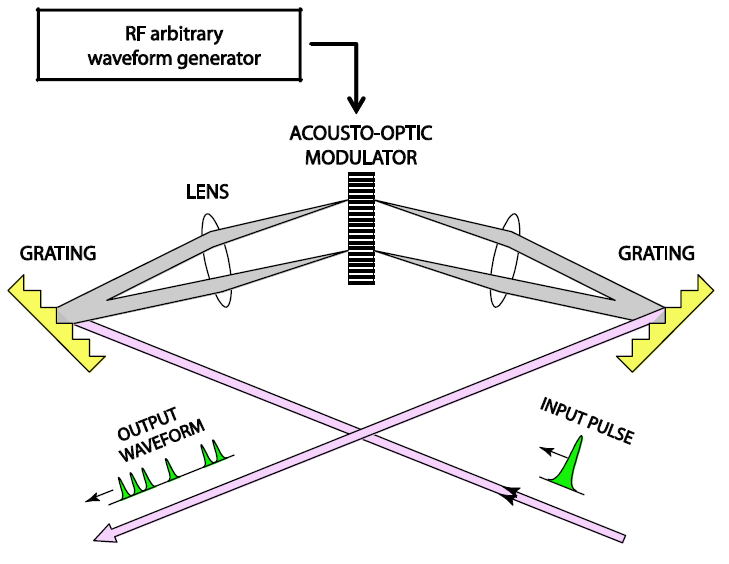 RF arbitrary
waveform generator
ACOUSTO-OPTIC
MODULATOR
LENS
GRATING
GRATING
OUTPUT
WAVEFORM
INPUT PULSE